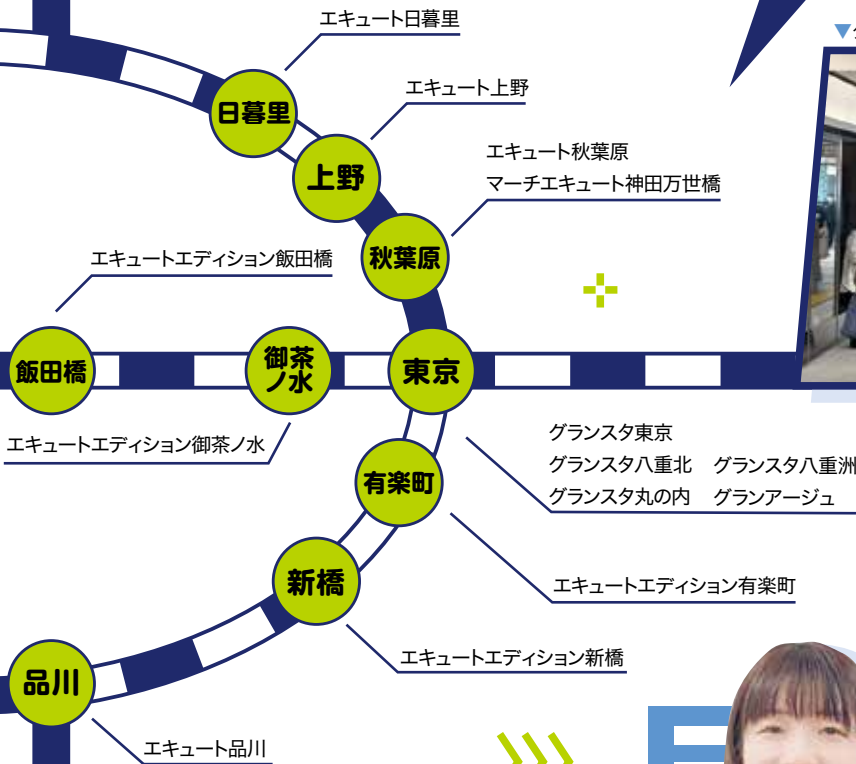 エキュート日暮里
日暮里
エキュート上野
上野
エキュート秋葉原
マーチエキュート神田万世橋
秋葉原
エキュートエディション飯田橋
飯田橋
御茶
ノ水
東京
エキュートエディション御茶ノ水
グランスタ東京
グランスタ八重北 グランスタ八重洲
グランスタ丸の内 グランアージュ
有楽町
エキュートエディション有楽町
新橋
エキュートエディション新橋
品川
エキュート品川